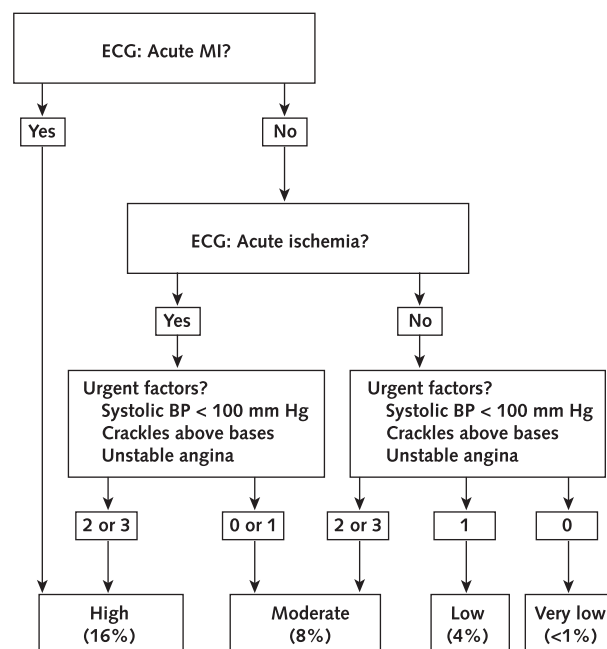 ECG: Acute MI?
Yes
No
ECG: Acute ischemia?
Yes
No
Urgent factors?
Systolic BP < 100 mm Hg
Crackles above bases
Unstable angina
Urgent factors?
Systolic BP < 100 mm Hg
Crackles above bases
Unstable angina
2 or 3
0 or 1
2 or 3
1
0
High
(16%)
Moderate
(8%)
Low
(4%)
Very low
(<1%)